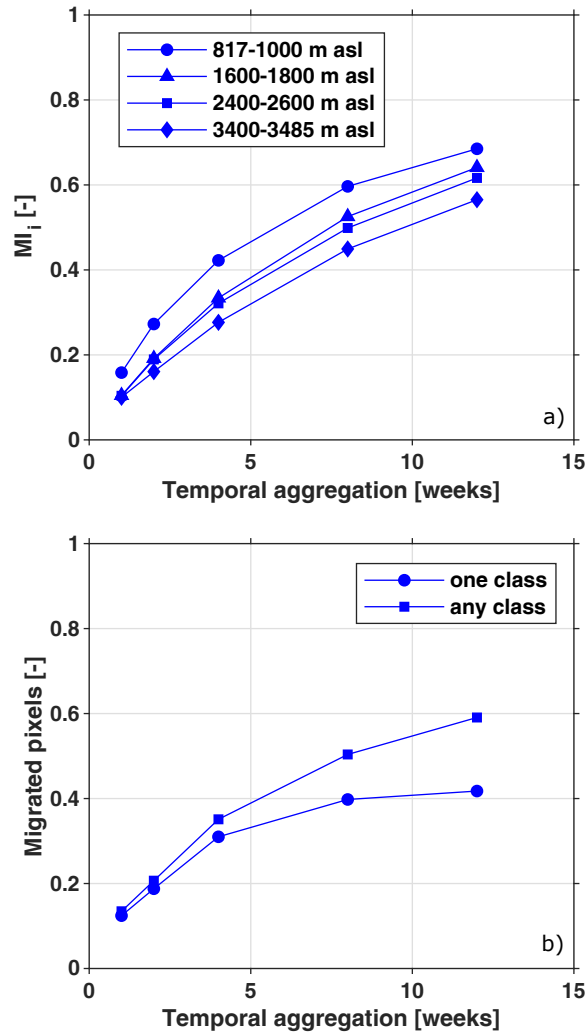 1
0.8
0.6
0.4
0.2
0
MI_i [-]
817-1000 m asl
1600-1800 m asl
2400-2600 m asl
3400-3485 m asl
a)
0 5 10 15
Temporal aggregation [weeks]
1
0.8
0.6
0.4
0.2
0
Migrated pixels [-]
one class
any class
b)
0 5 10 15
Temporal aggregation [weeks]